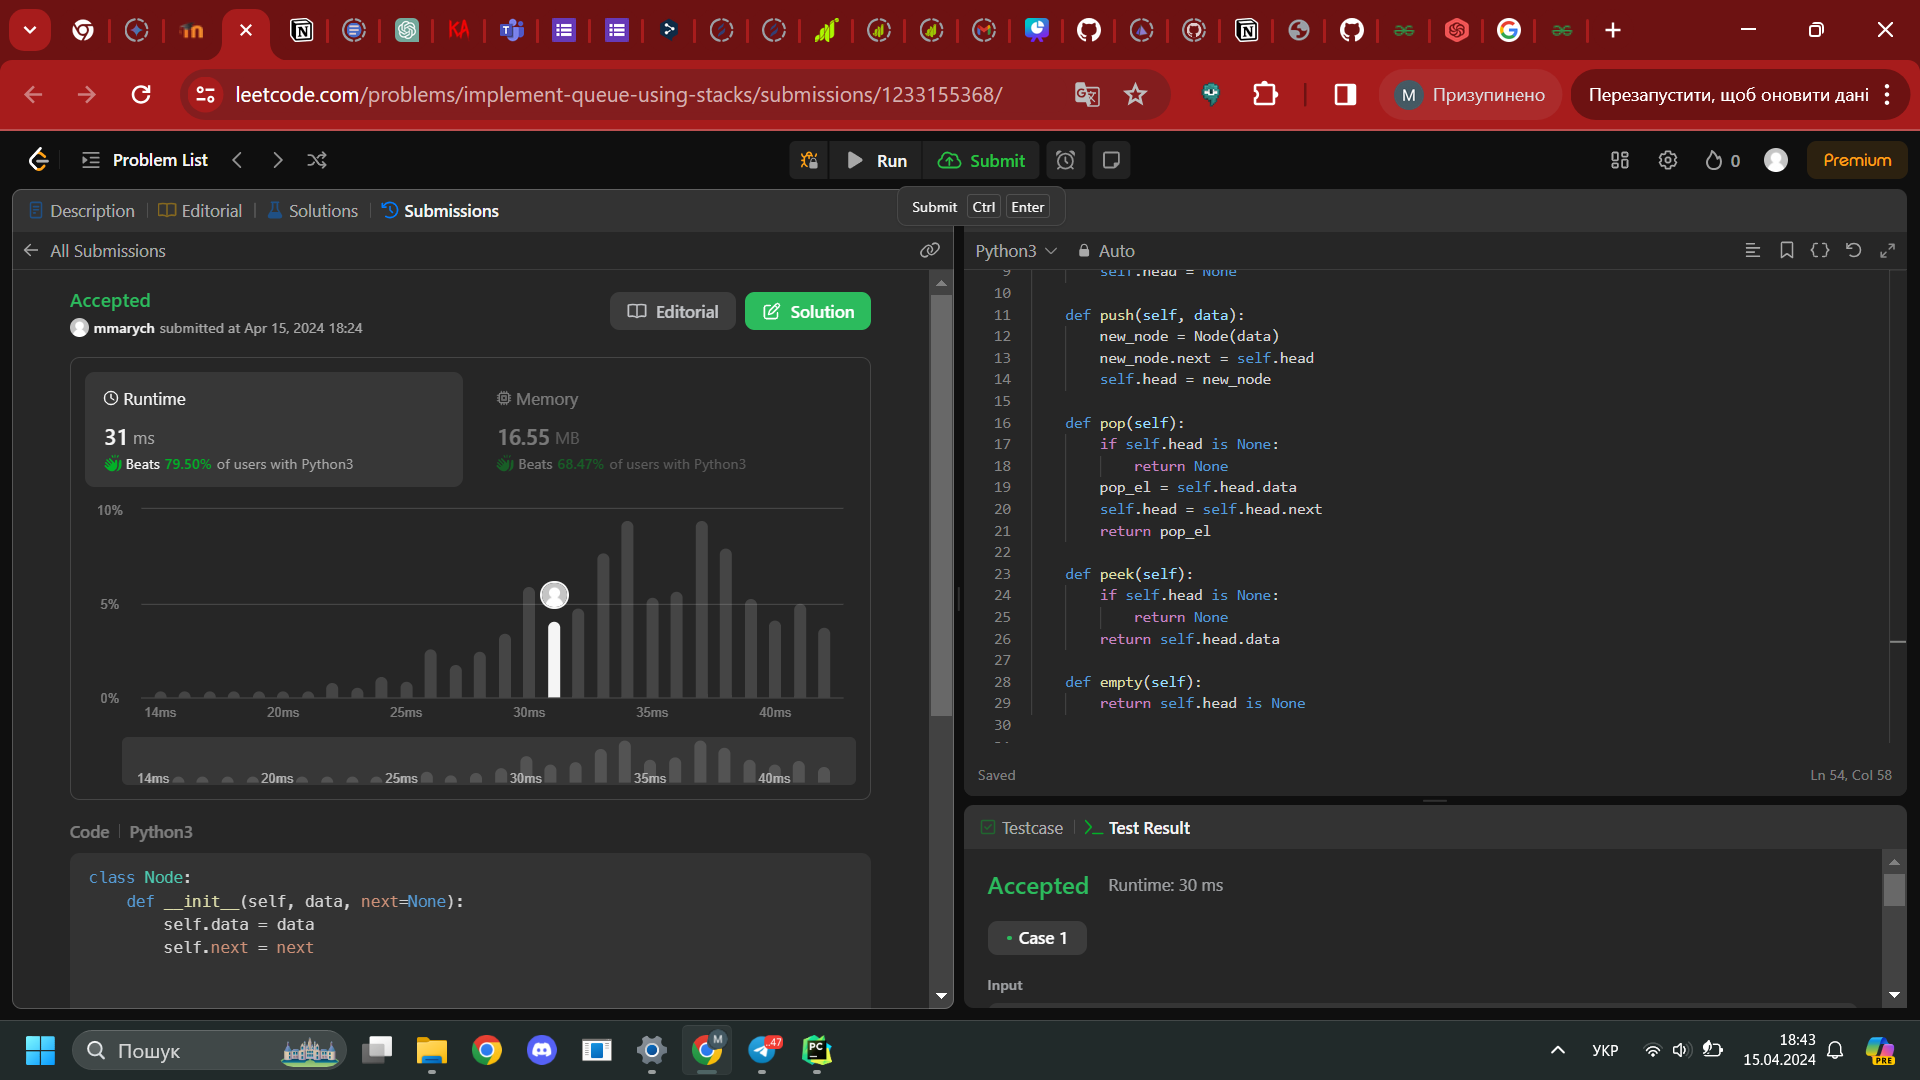 leetcode.com/problems/implement-queue-using-stacks/submissions/1233155368/
M Призупинено
Перезапустити, щоб оновити дані
Problem List
Run
Submit
0
Premium
Description
Editorial
Solutions
Submissions
Submit Ctrl Enter
All Submissions
Accepted
mmarych submitted at Apr 15, 2024 18:24
Editorial
Solution
Runtime
31 ms
Beats 79.50% of users with Python3
Memory
16.55 MB
Beats 68.47% of users with Python3
10%
5%
0%
14ms 20ms 25ms 30ms 35ms 40ms
14ms 20ms 25ms 30ms 35ms 40ms
Code Python3
class Node:
    def __init__(self, data, next=None):
        self.data = data
        self.next = next
Python3 Auto
9 self.head = None
10
11 def push(self, data):
12 new_node = Node(data)
13 new_node.next = self.head
14 self.head = new_node
15
16 def pop(self):
17 if self.head is None:
18 return None
19 pop_el = self.head.data
20 self.head = self.head.next
21 return pop_el
22
23 def peek(self):
24 if self.head is None:
25 return None
26 return self.head.data
27
28 def empty(self):
29 return self.head is None
30
Saved
Ln 54, Col 58
Testcase
Test Result
Accepted Runtime: 30 ms
Case 1
Input
Пошук
M
47
PC
УКР
18:43
15.04.2024
PRE